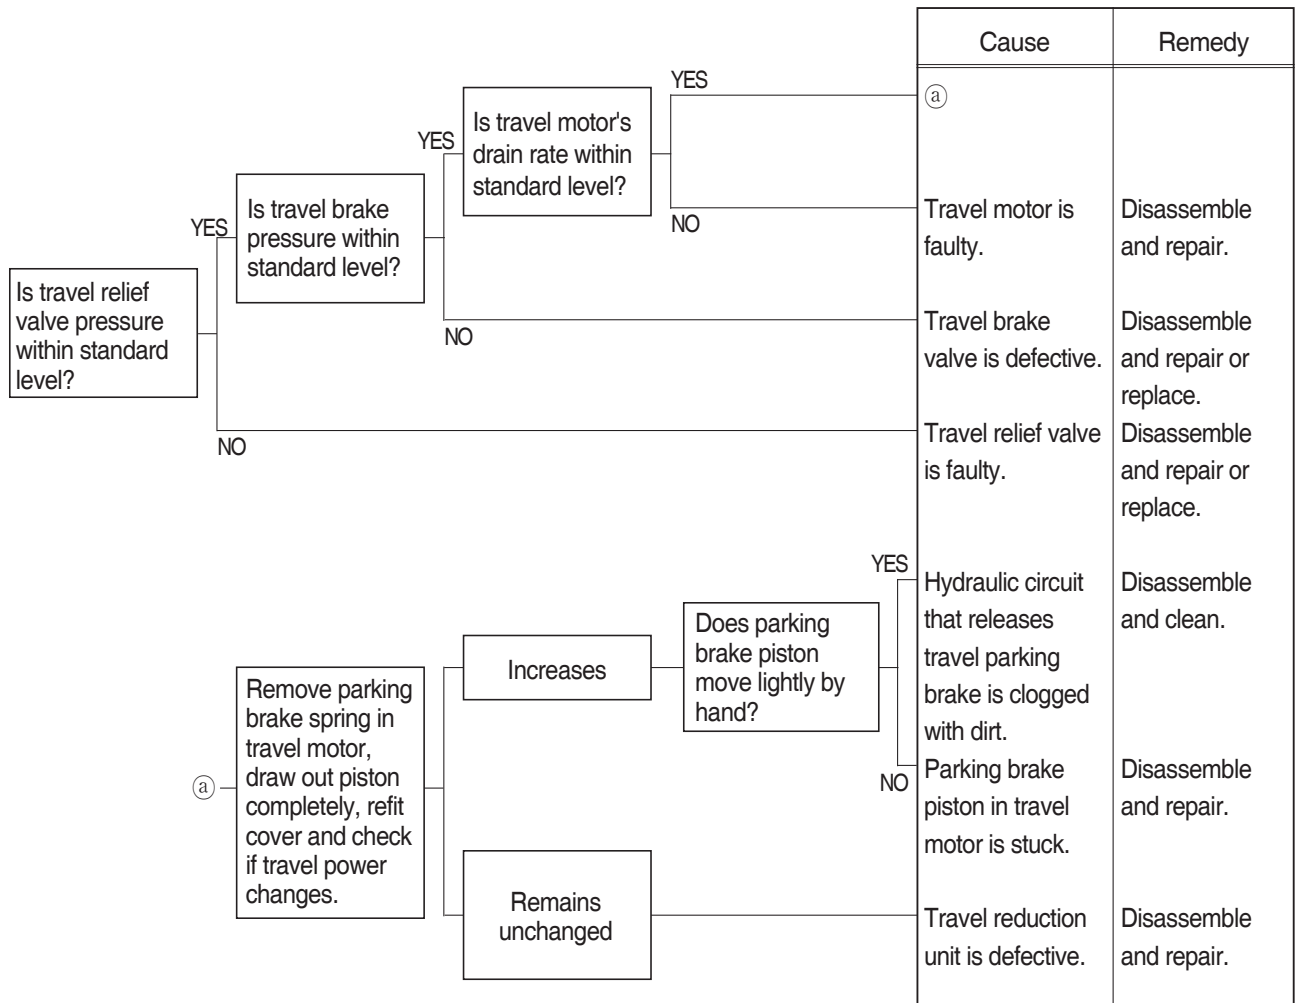 Cause
Remedy
YES
ⓐ
Is travel motor's
drain rate within
standard level?
YES
NO
Travel motor is
faulty.
Disassemble
and repair.
Is travel brake
pressure within
standard level?
YES
NO
Travel brake
valve is defective.
Disassemble
and repair or
replace.
Is travel relief
valve pressure
within standard
level?
NO
Travel relief valve
is faulty.
Disassemble
and repair or
replace.
ⓐ
Remove parking
brake spring in
travel motor,
draw out piston
completely, refit
cover and check
if travel power
changes.
Increases
Does parking
brake piston
move lightly by
hand?
YES
Hydraulic circuit
that releases
travel parking
brake is clogged
with dirt.
Disassemble
and clean.
NO
Parking brake
piston in travel
motor is stuck.
Disassemble
and repair.
Remains
unchanged
Travel reduction
unit is defective.
Disassemble
and repair.